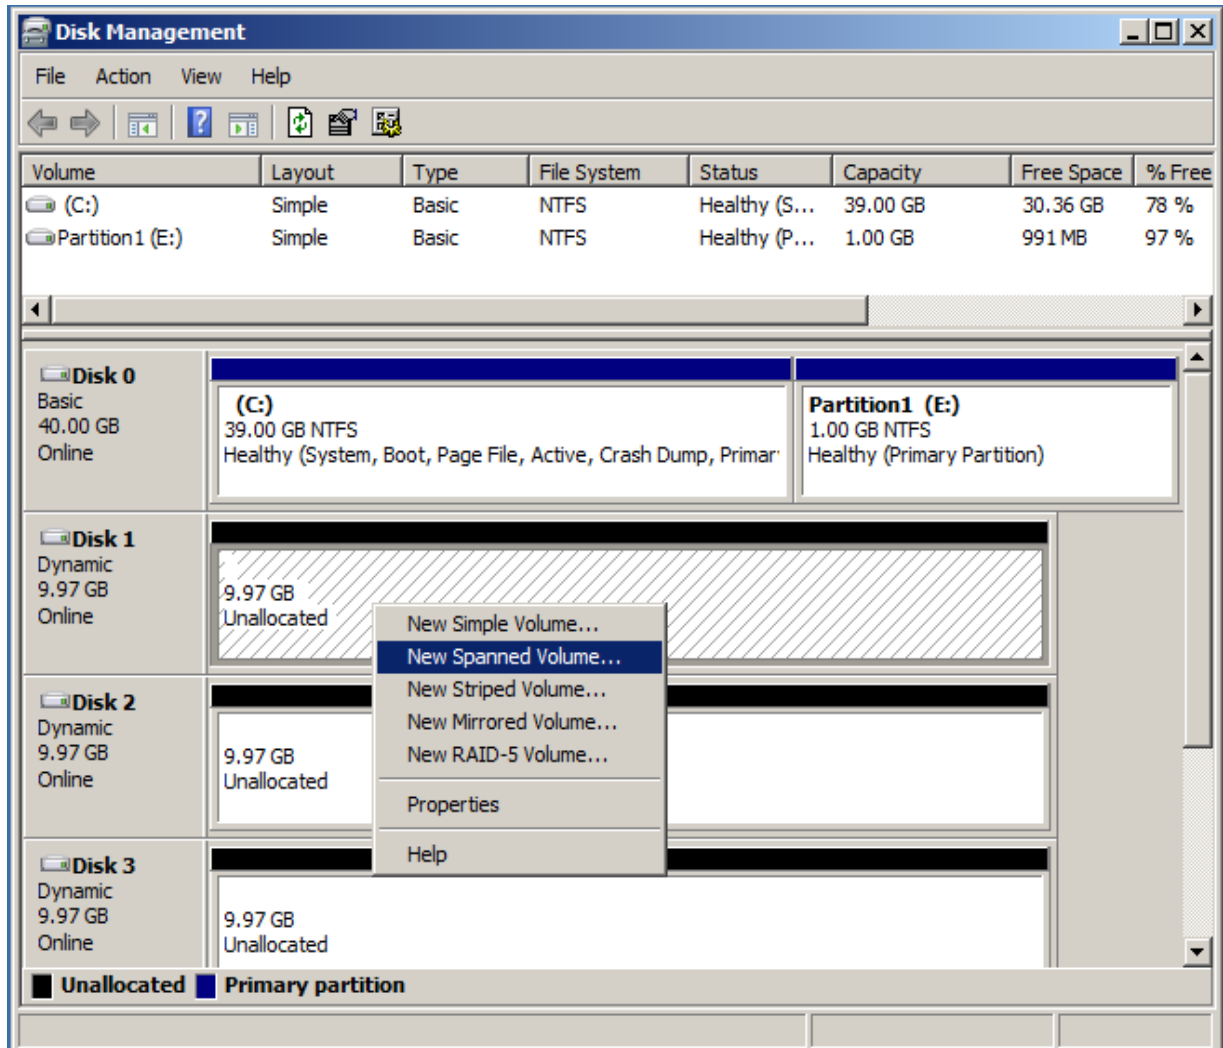 Disk Management
File Action View Help
Volume Layout Type File System Status Capacity Free Space % Free
(C:) Simple Basic NTFS Healthy (S... 39.00 GB 30.36 GB 78 %
Partition1 (E:) Simple Basic NTFS Healthy (P... 1.00 GB 991 MB 97 %
Disk 0
Basic
40.00 GB
Online
(C:)
39.00 GB NTFS
Healthy (System, Boot, Page File, Active, Crash Dump, Primar
Partition1 (E:)
1.00 GB NTFS
Healthy (Primary Partition)
Disk 1
Dynamic
9.97 GB
Online
9.97 GB
Unallocated
New Simple Volume...
New Spanned Volume...
New Striped Volume...
New Mirrored Volume...
New RAID-5 Volume...
Properties
Help
Disk 2
Dynamic
9.97 GB
Online
9.97 GB
Unallocated
Disk 3
Dynamic
9.97 GB
Online
9.97 GB
Unallocated
Unallocated Primary partition